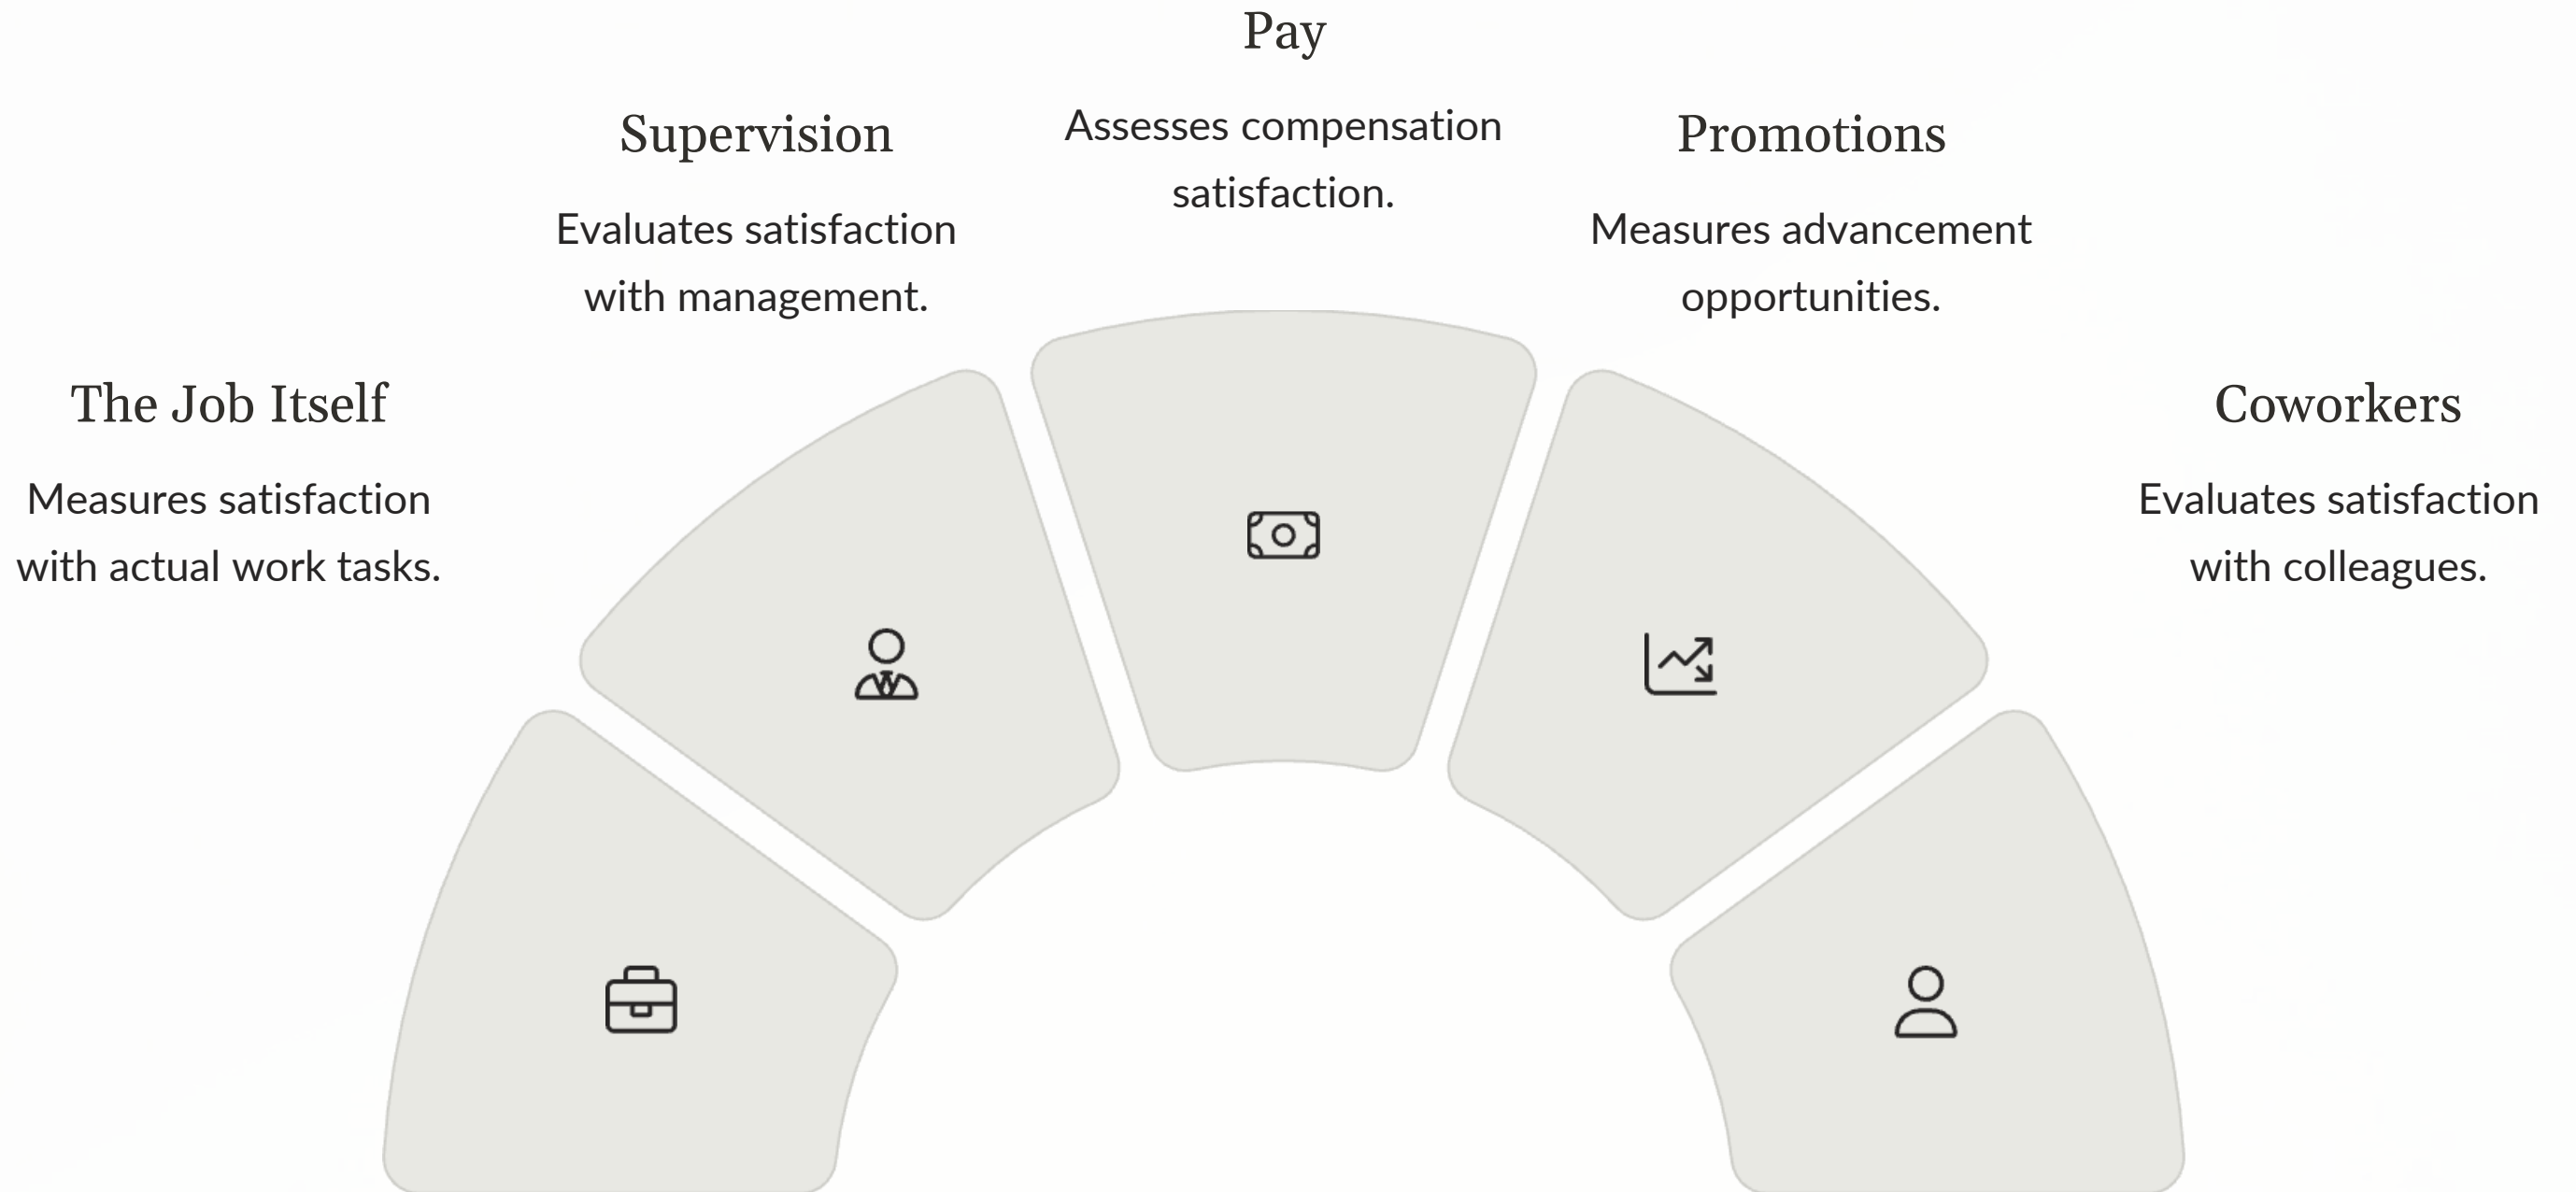 The Job Itself
Measures satisfaction
with actual work tasks.
Supervision
Evaluates satisfaction
with management.
Pay
Assesses compensation
satisfaction.
Promotions
Measures advancement
opportunities.
Coworkers
Evaluates satisfaction
with colleagues.